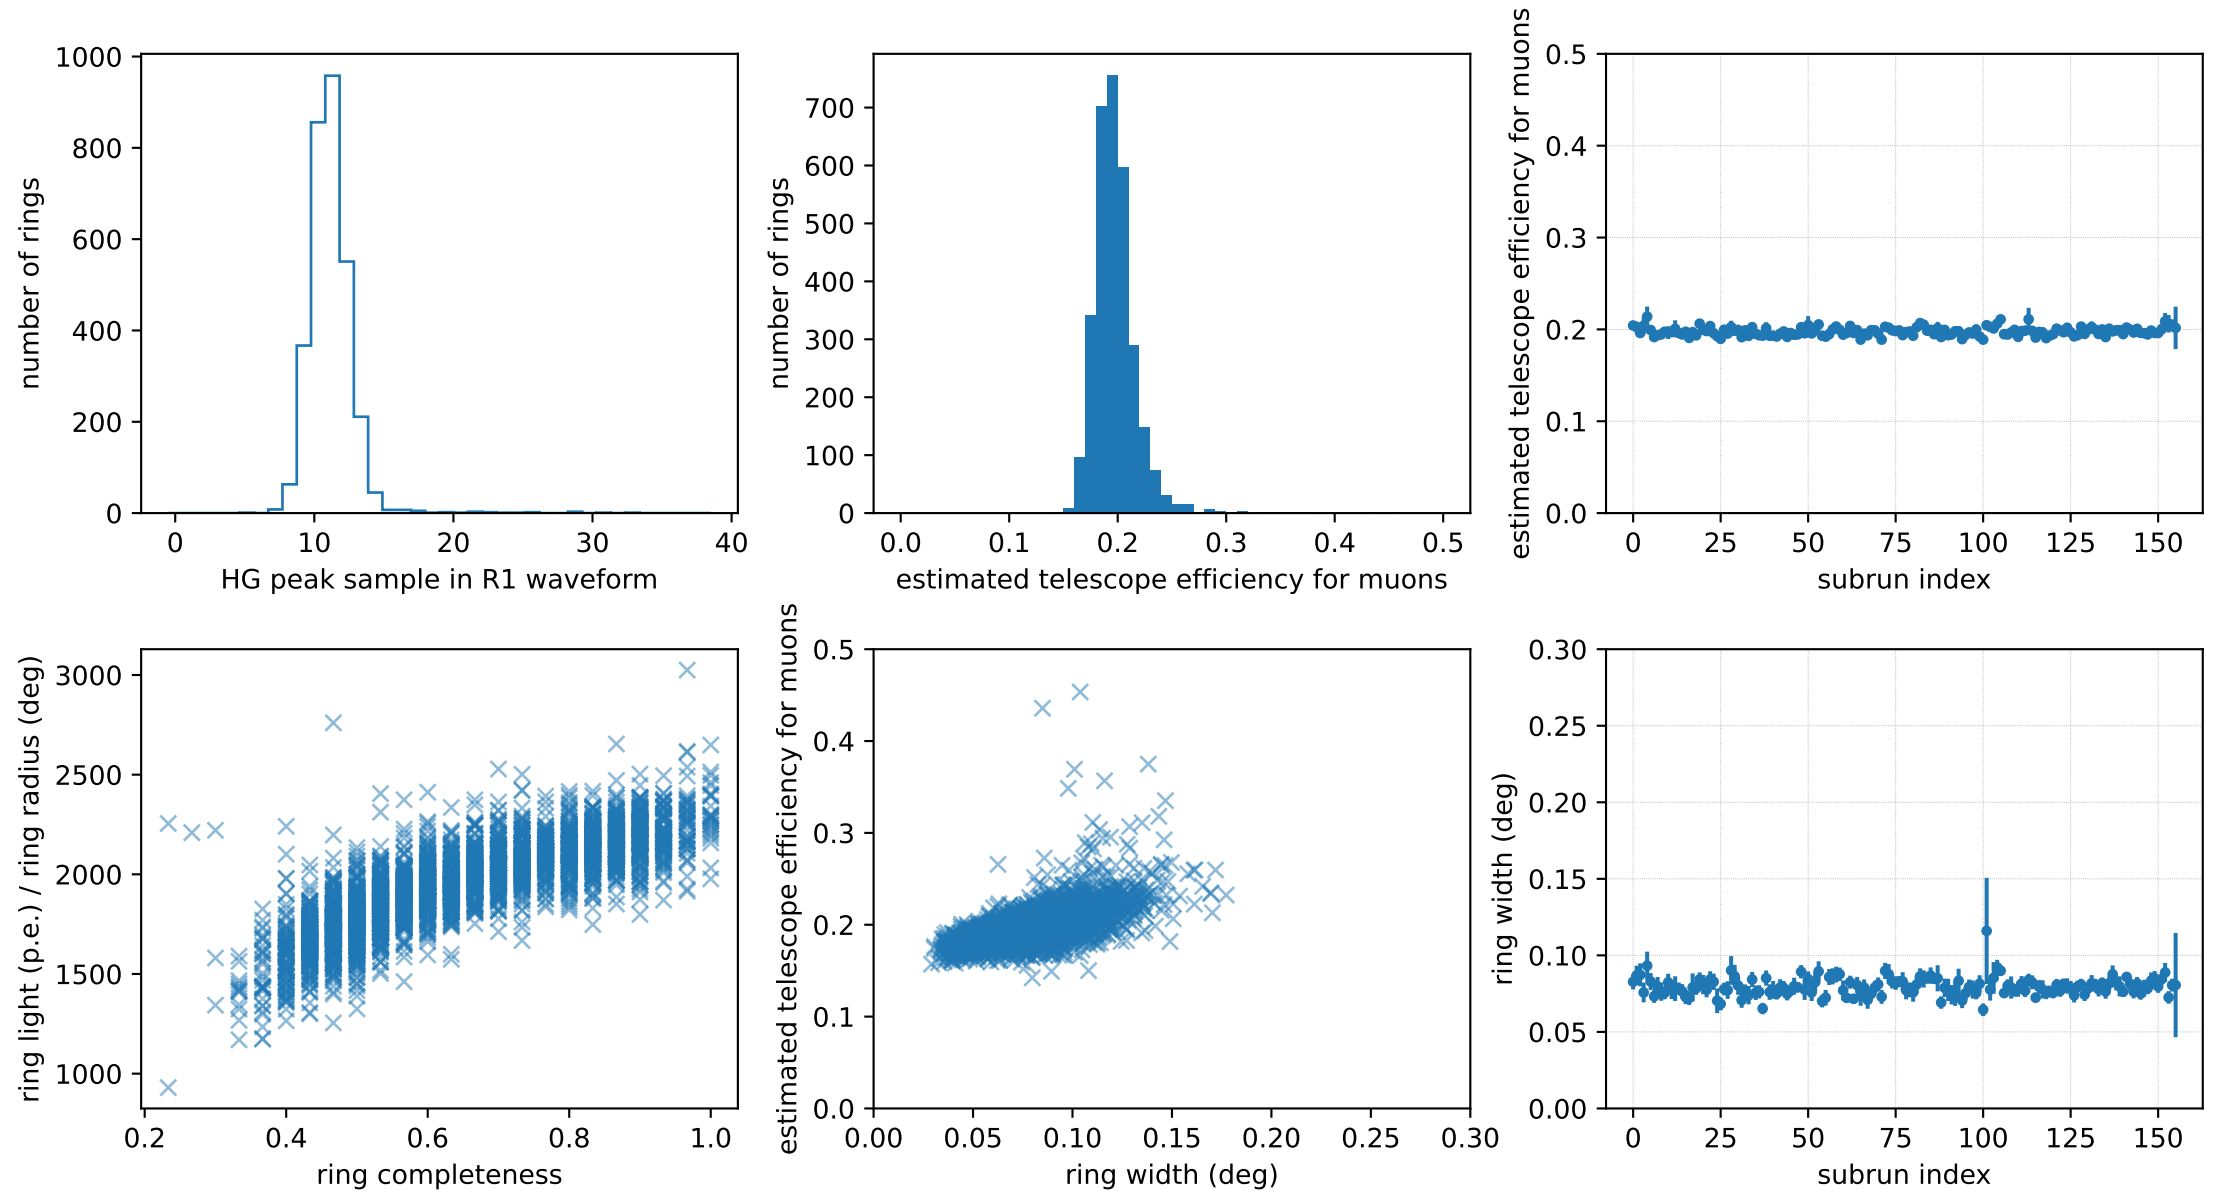 number of rings
1000
800
600
400
200
0
0 10 20 30 40
HG peak sample in R1 waveform
number of rings
700
600
500
400
300
200
100
0
0.0 0.1 0.2 0.3 0.4 0.5
estimated telescope efficiency for muons
estimated telescope efficiency for muons
0.5
0.4
0.3
0.2
0.1
0.0
0 25 50 75 100 125 150
subrun index
ring light (p.e.) / ring radius (deg)
3000
2500
2000
1500
1000
0.2 0.4 0.6 0.8 1.0
ring completeness
estimated telescope efficiency for muons
0.5
0.4
0.3
0.2
0.1
0.0
0.00 0.05 0.10 0.15 0.20 0.25 0.30
ring width (deg)
ring width (deg)
0.30
0.25
0.20
0.15
0.10
0.05
0.00
0 25 50 75 100 125 150
subrun index